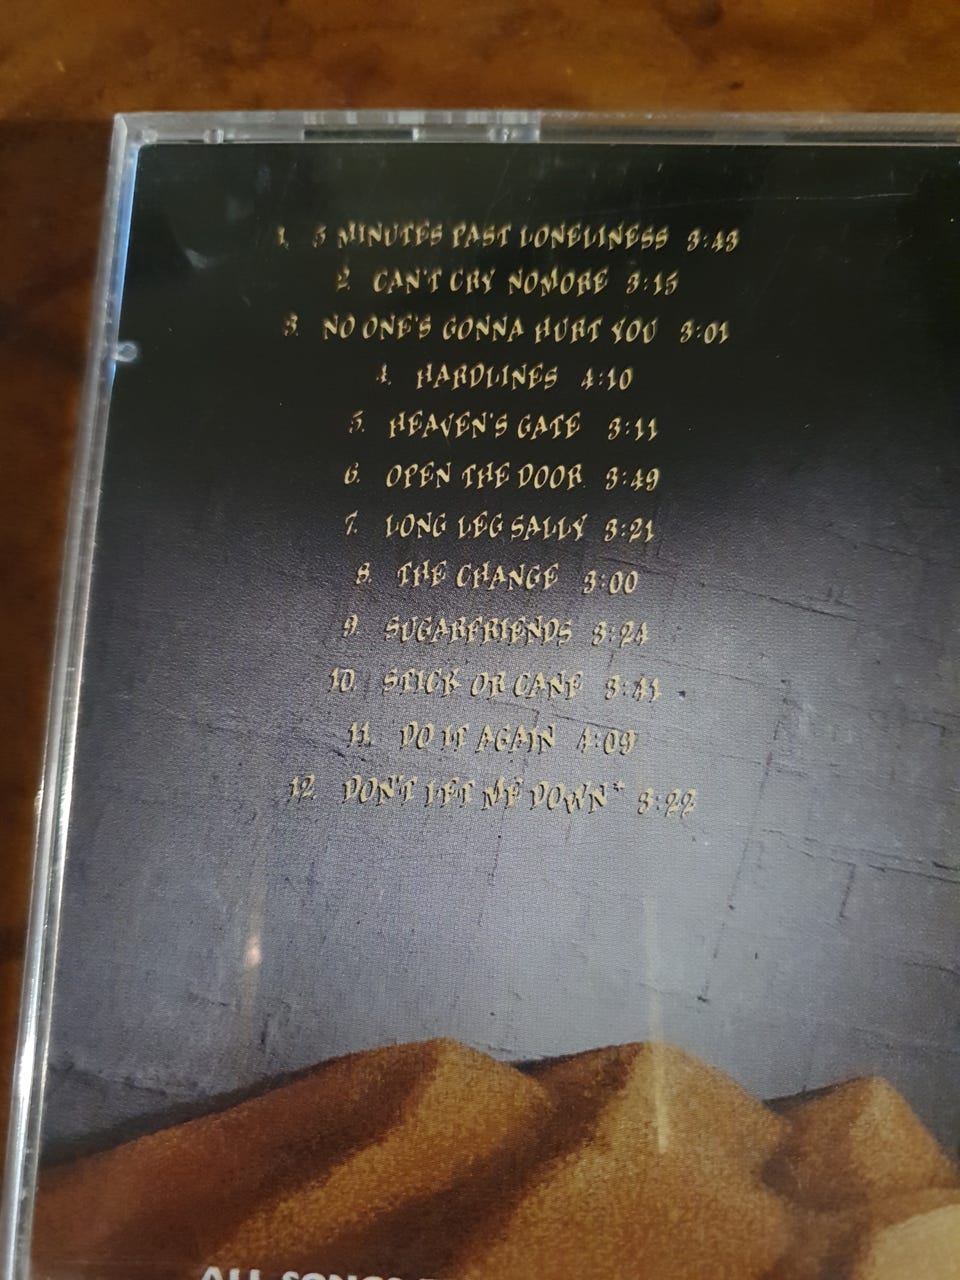 1. 5 MINUTES PAST LONELINESS 3:43
2. CAN'T CRY NOMORE 3:15
3. NO ONE'S GONNA HURT YOU 3:01
4. HARDLINES 4:10
5. HEAVEN'S GATE 3:11
6. OPEN THE DOOR 3:49
7. LONG LEG SALLY 3:21
8. THE CHANGE 3:00
9. SUGARFRIENDS 3:24
10. STICK OR CANE 3:41
11. DO IT AGAIN 4:09
12. DON'T LET ME DOWN* 3:22
ALL SONGS